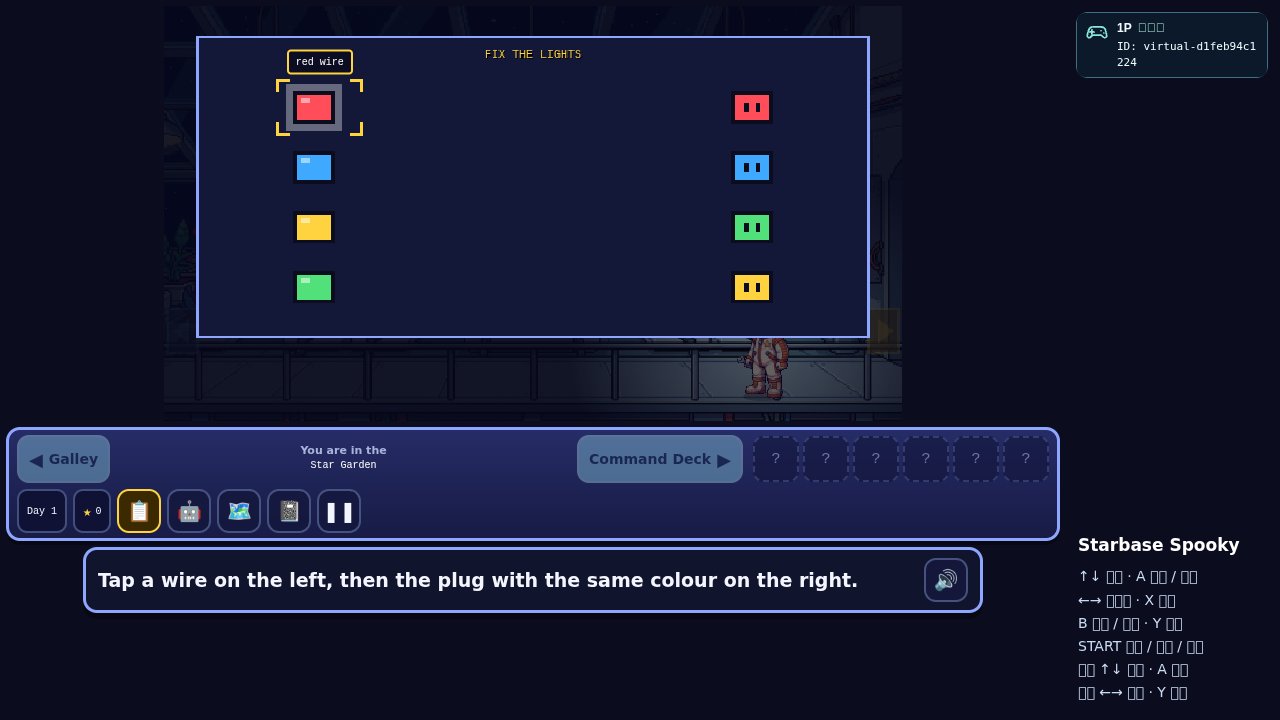 FIX THE LIGHTS
red wire
1P
ID: virtual-d1feb94c1
224
◀ Galley
You are in the
Star Garden
Command Deck ▶
? ? ? ? ? ?
Day 1
★ 0
Tap a wire on the left, then the plug with the same colour on the right.
Starbase Spooky
↑↓ · A /
←→ · X
B / · Y
START / /
↑↓ · A
←→ · Y